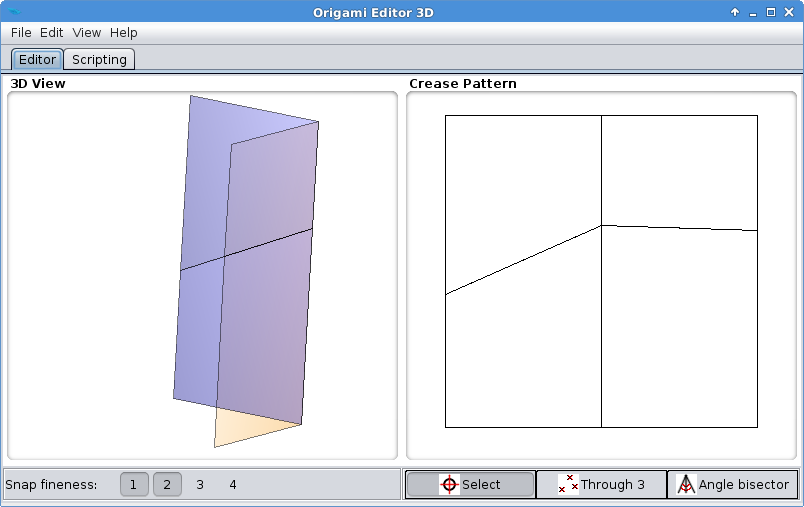 Origami Editor 3D
File Edit View Help
Editor Scripting
3D View Crease Pattern
Snap fineness: 1 2 3 4 Select Through 3 Angle bisector